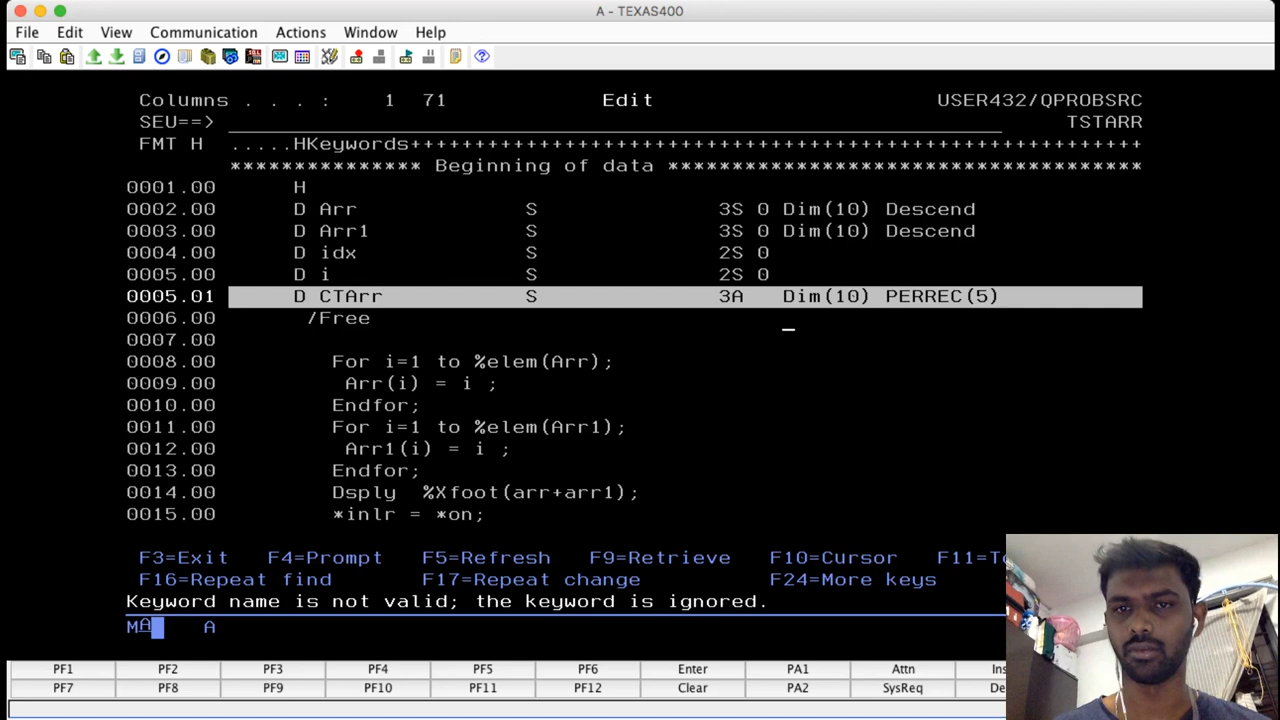 A - TEXAS400
File Edit View Communication Actions Window Help
Columns . . . : 1 71 Edit USER432/QPROBSRC
SEU==> TSTARR
FMT H .....HKeywords++++++++++++++++++++++++++++++++++++++++++++++++++++++++++
*************** Beginning of data *************************************
0001.00 H
0002.00 D Arr S 3S 0 Dim(10) Descend
0003.00 D Arr1 S 3S 0 Dim(10) Descend
0004.00 D idx S 2S 0
0005.00 D i S 2S 0
0005.01 D CTArr S 3A Dim(10) PERREC(5)
0006.00 /Free
0007.00
0008.00 For i=1 to %elem(Arr);
0009.00 Arr(i) = i ;
0010.00 Endfor;
0011.00 For i=1 to %elem(Arr1);
0012.00 Arr1(i) = i ;
0013.00 Endfor;
0014.00 Dsply %Xfoot(arr+arr1);
0015.00 *inlr = *on;
F3=Exit F4=Prompt F5=Refresh F9=Retrieve F10=Cursor F11=To
F16=Repeat find F17=Repeat change F24=More keys
Keyword name is not valid; the keyword is ignored.
MA A
PF1 PF2 PF3 PF4 PF5 PF6 Enter PA1 Attn Ins
PF7 PF8 PF9 PF10 PF11 PF12 Clear PA2 SysReq De